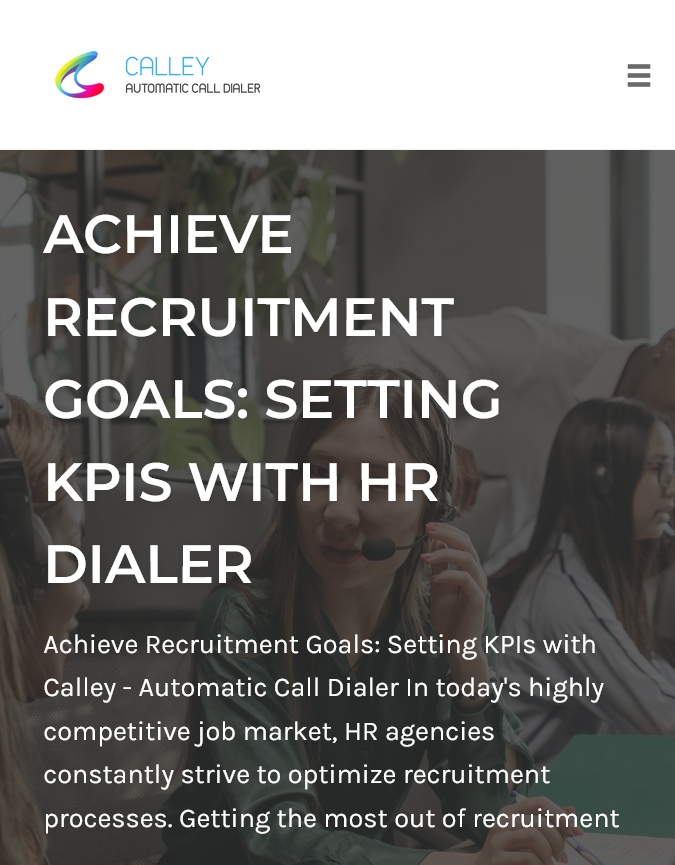 CALLEY
AUTOMATIC CALL DIALER
ACHIEVE
RECRUITMENT
GOALS: SETTING
KPIS WITH HR
DIALER
Achieve Recruitment Goals: Setting KPIs with
Calley - Automatic Call Dialer In today's highly
competitive job market, HR agencies
constantly strive to optimize recruitment
processes. Getting the most out of recruitment